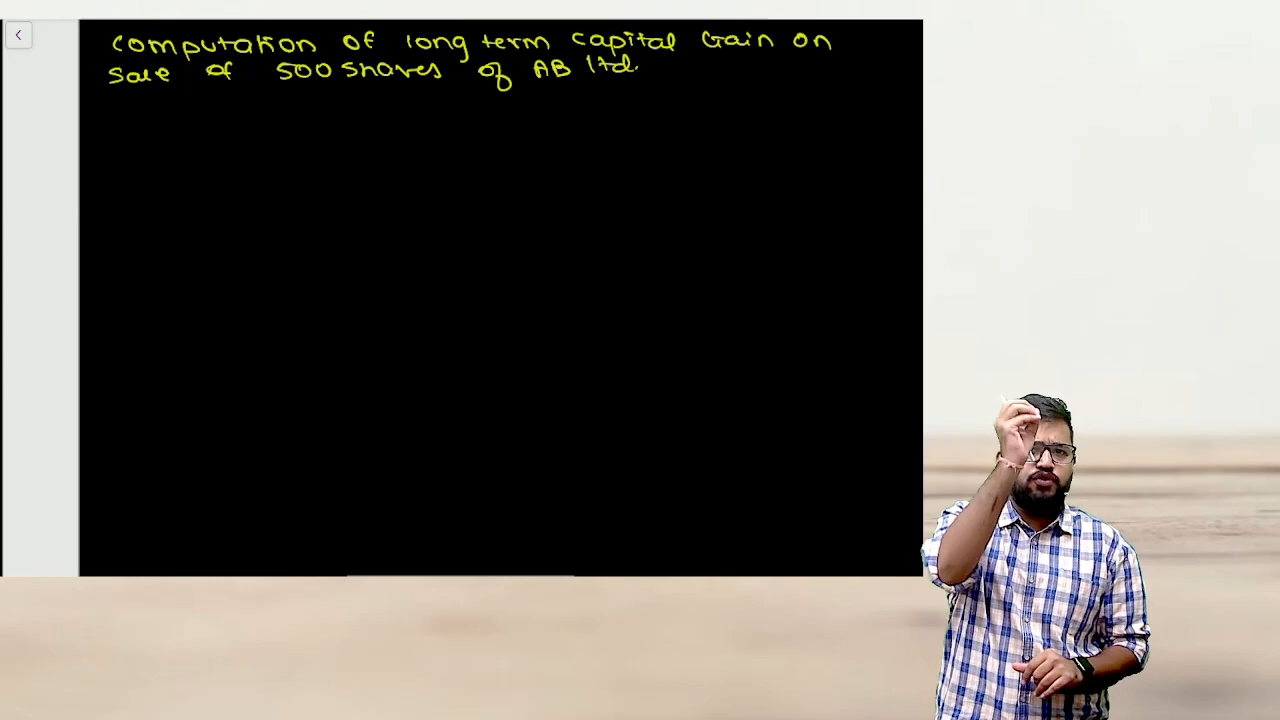 Computation of long term capital Gain on
Sale of 500 Shares of AB ltd.